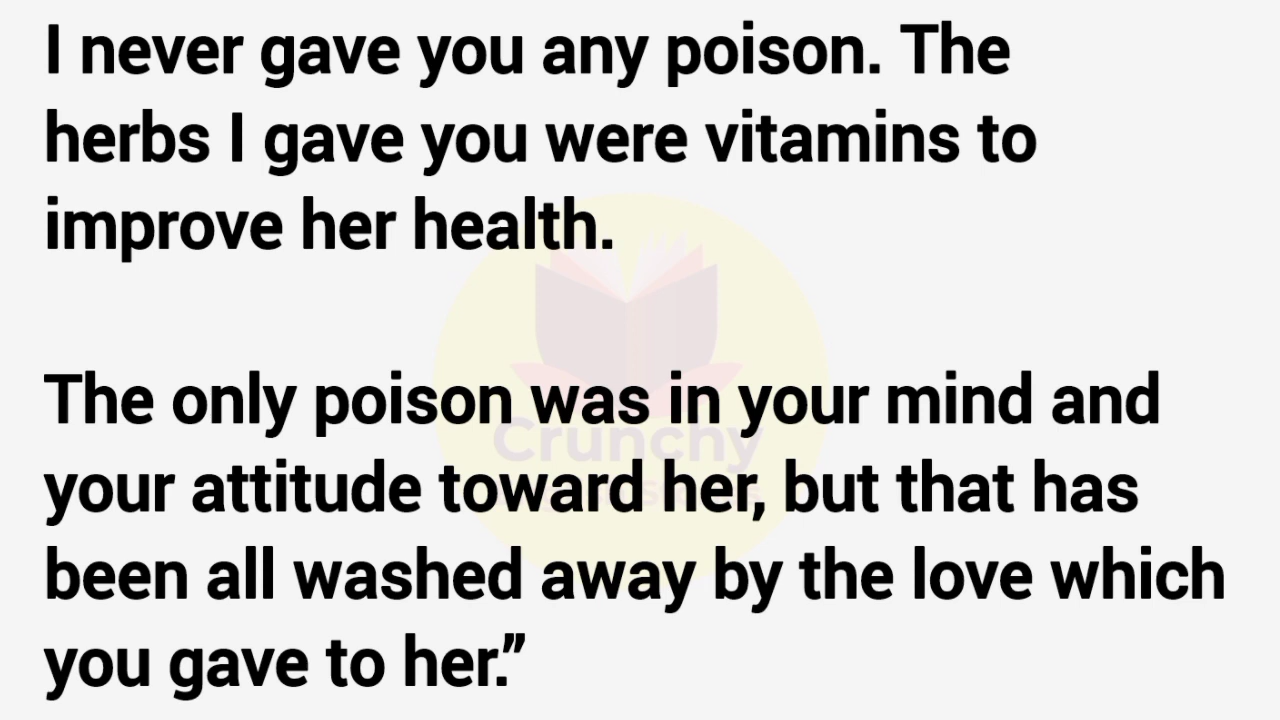 I never gave you any poison. The
herbs I gave you were vitamins to
improve her health.
The only poison was in your mind and
Crunchy
your attitude toward her, but that has
been all washed away by the love which
you gave to her.”